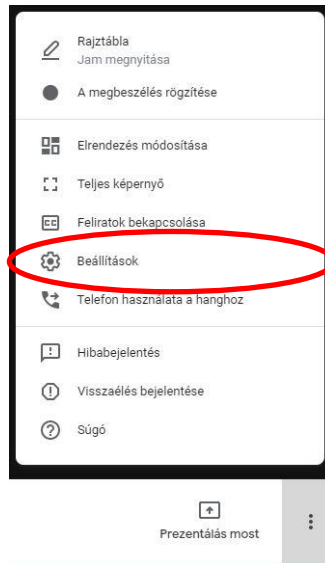 Rajztábla
Jam megnyitása
A megbeszélés rögzítése
Elrendezés módosítása
Teljes képernyő
CC
Feliratok bekapcsolása
Beállítások
Telefon használata a hanghoz
Hibabejelentés
Visszaélés bejelentése
Súgó
Prezentálás most